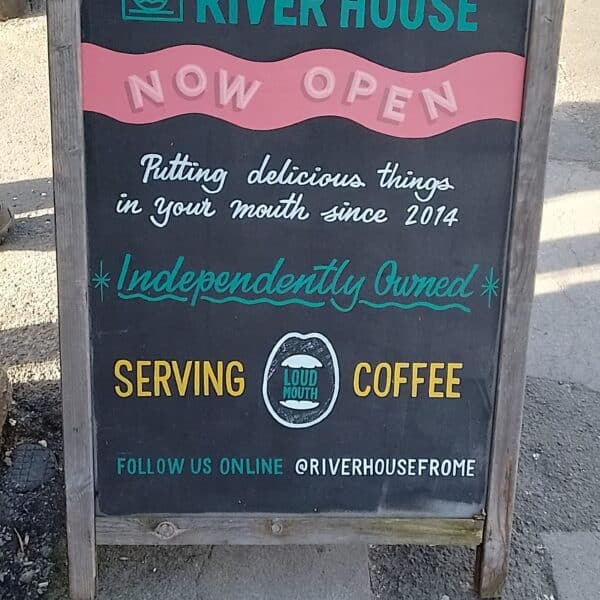 RIVER HOUSE
NOW OPEN
Putting delicious things
in your mouth since 2014
Independently Owned
SERVING LOUD MOUTH COFFEE
FOLLOW US ONLINE @RIVERHOUSEFROME